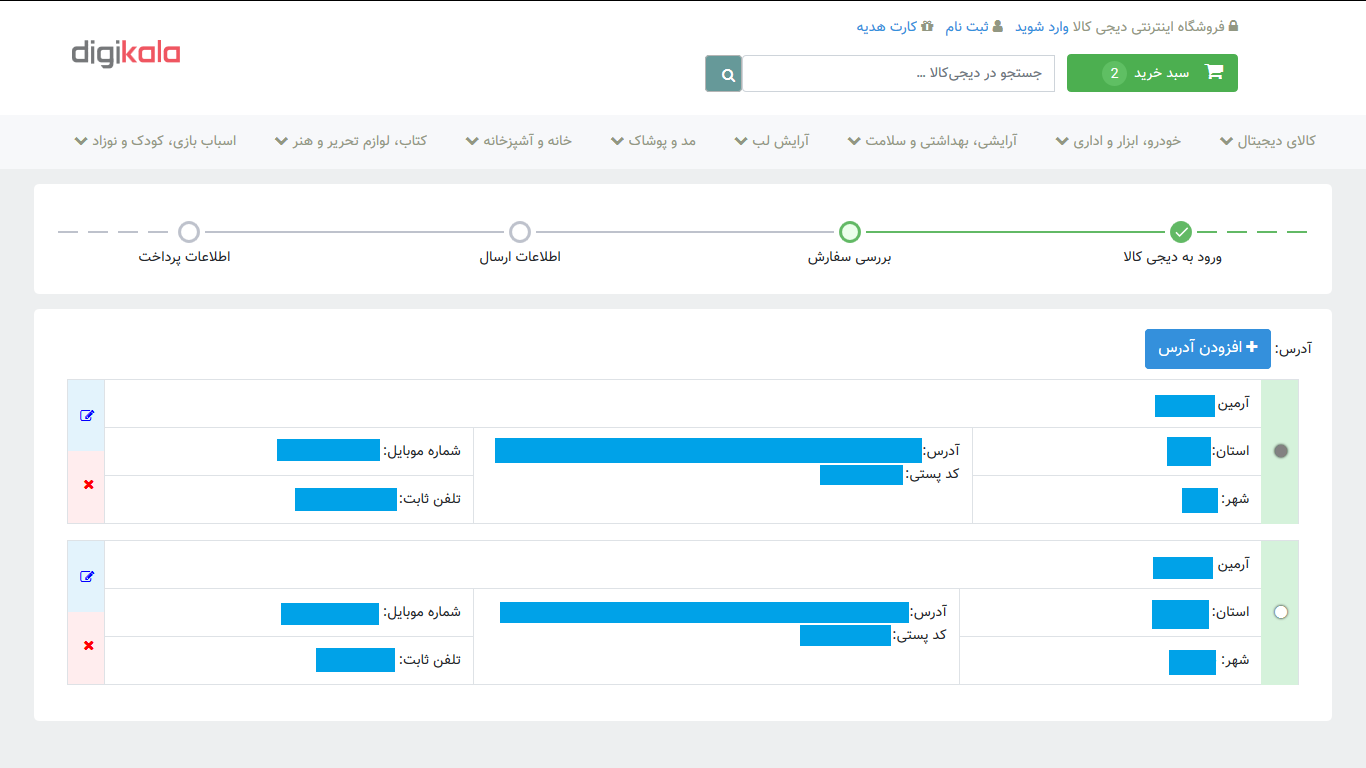 فروشگاه اینترنتی دیجی کالا وارد شوید ثبت نام کارت هدیه
digikala
سبد خرید 2
جستجو در دیجی‌کالا ...
کالای دیجیتال
خودرو، ابزار و اداری
آرایشی، بهداشتی و سلامت
آرایش لب
مد و پوشاک
خانه و آشپزخانه
کتاب، لوازم تحریر و هنر
اسباب بازی، کودک و نوزاد
ورود به دیجی کالا
بررسی سفارش
اطلاعات ارسال
اطلاعات پرداخت
آدرس:
افزودن آدرس
آرمین
استان:
شهر:
آدرس:
کد پستی:
شماره موبایل:
تلفن ثابت:
آرمین
استان:
شهر:
آدرس:
کد پستی:
شماره موبایل:
تلفن ثابت: